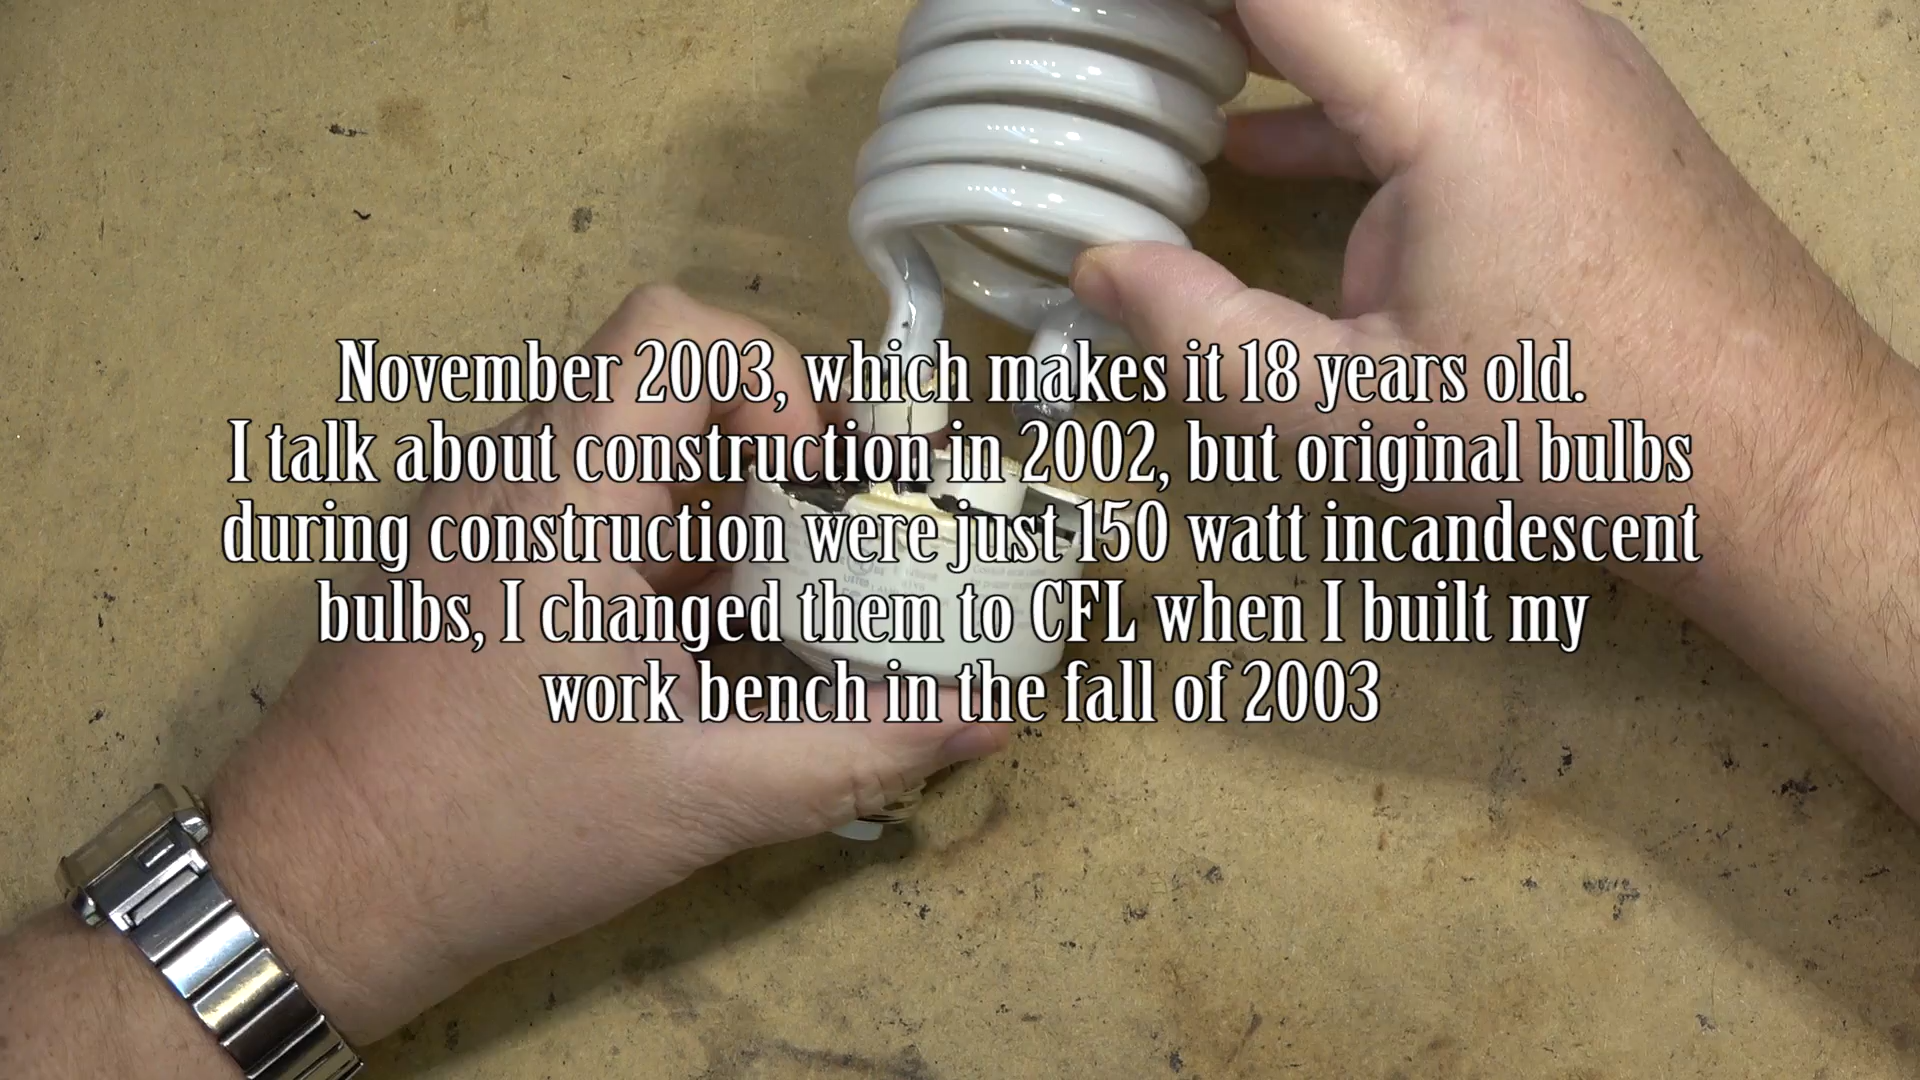 November 2003, which makes it 18 years old.
I talk about construction in 2002, but original bulbs
during construction were just 150 watt incandescent
bulbs, I changed them to CFL when I built my
work bench in the fall of 2003